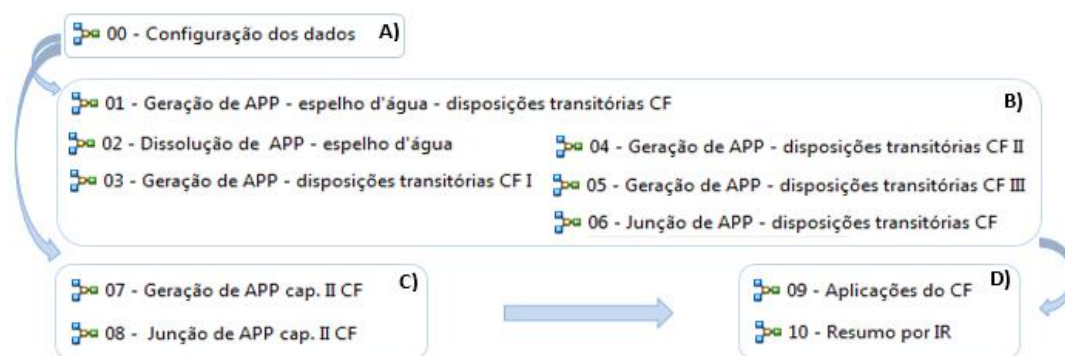 00 - Configuração dos dados A)
01 - Geração de APP - espelho d'água - disposições transitórias CF B)
02 - Dissolução de APP - espelho d'água
03 - Geração de APP - disposições transitórias CF I
04 - Geração de APP - disposições transitórias CF II
05 - Geração de APP - disposições transitórias CF III
06 - Junção de APP - disposições transitórias CF
07 - Geração de APP cap. II CF C)
08 - Junção de APP cap. II CF
09 - Aplicações do CF D)
10 - Resumo por IR